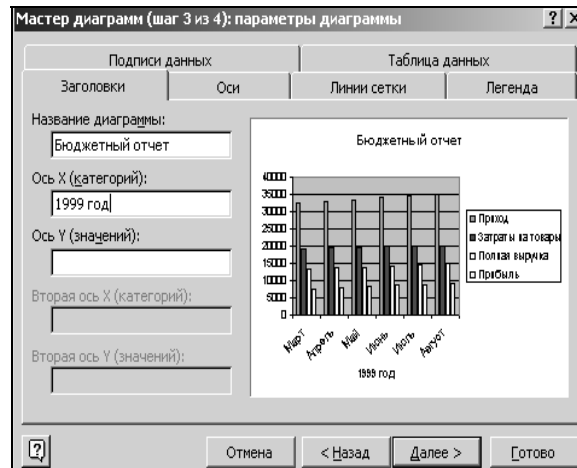 Мастер диаграмм (шаг 3 из 4): параметры диаграммы
Подписи данных
Таблица данных
Заголовки
Оси
Линии сетки
Легенда
Название диаграммы:
Бюджетный отчет
Ось X (категорий):
1999 год
Ось Y (значений):
Вторая ось X (категорий):
Вторая ось Y (значений):
Бюджетный отчет
40000
35000
30000
25000
20000
15000
10000
5000
0
Март
Апрель
Май
Июнь
Июль
Август
1999 год
Приход
Затраты на товары
Полная выручка
Прибыль
Отмена
< Назад
Далее >
Готово